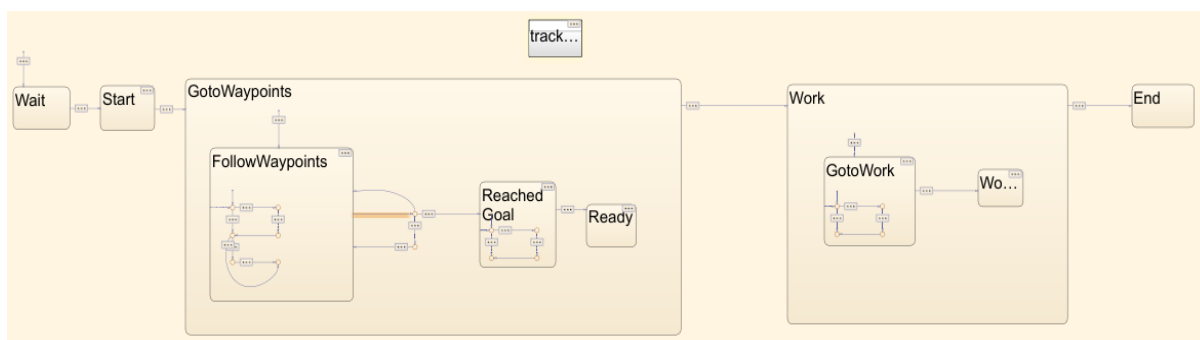 track...
Wait
Start
GotoWaypoints
FollowWaypoints
Reached
Goal
Ready
Work
GotoWork
Wo...
End